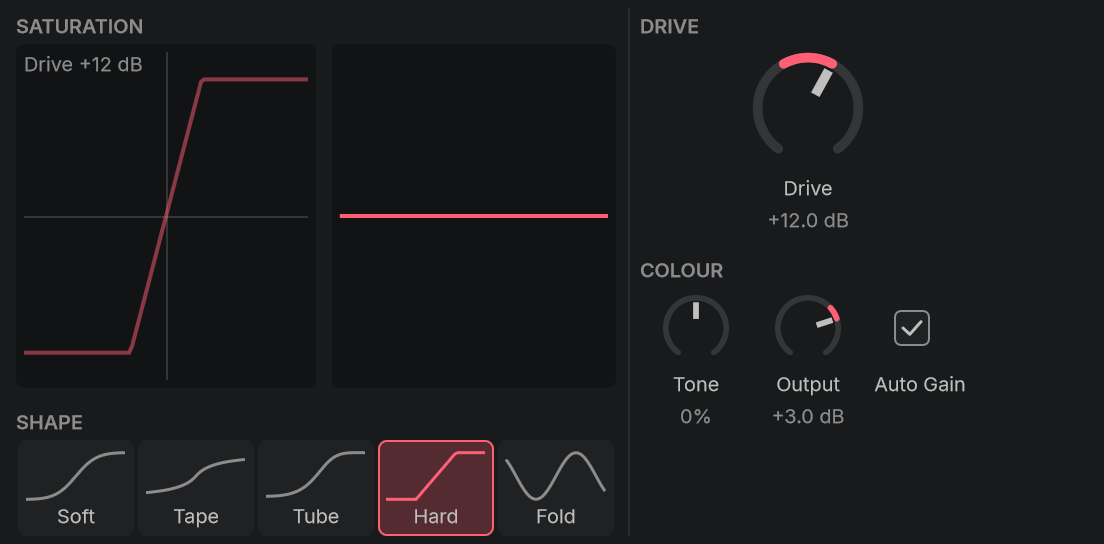 SATURATION
Drive +12 dB
SHAPE
Soft
Tape
Tube
Hard
Fold
DRIVE
Drive
+12.0 dB
COLOUR
Tone
Output
Auto Gain
0%
+3.0 dB